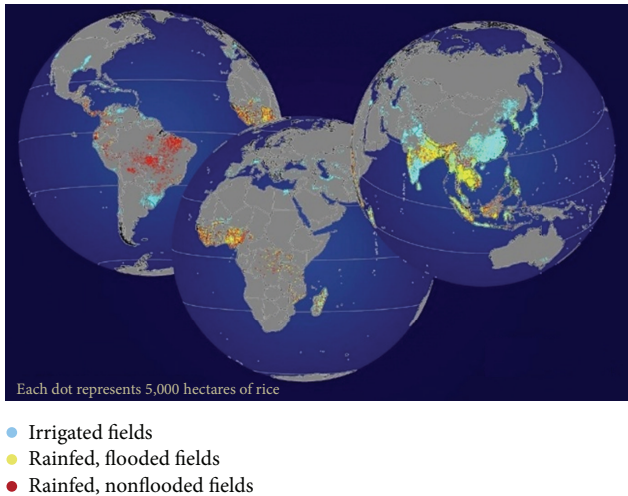 Each dot represents 5,000 hectares of rice
Irrigated fields
Rainfed, flooded fields
Rainfed, nonflooded fields